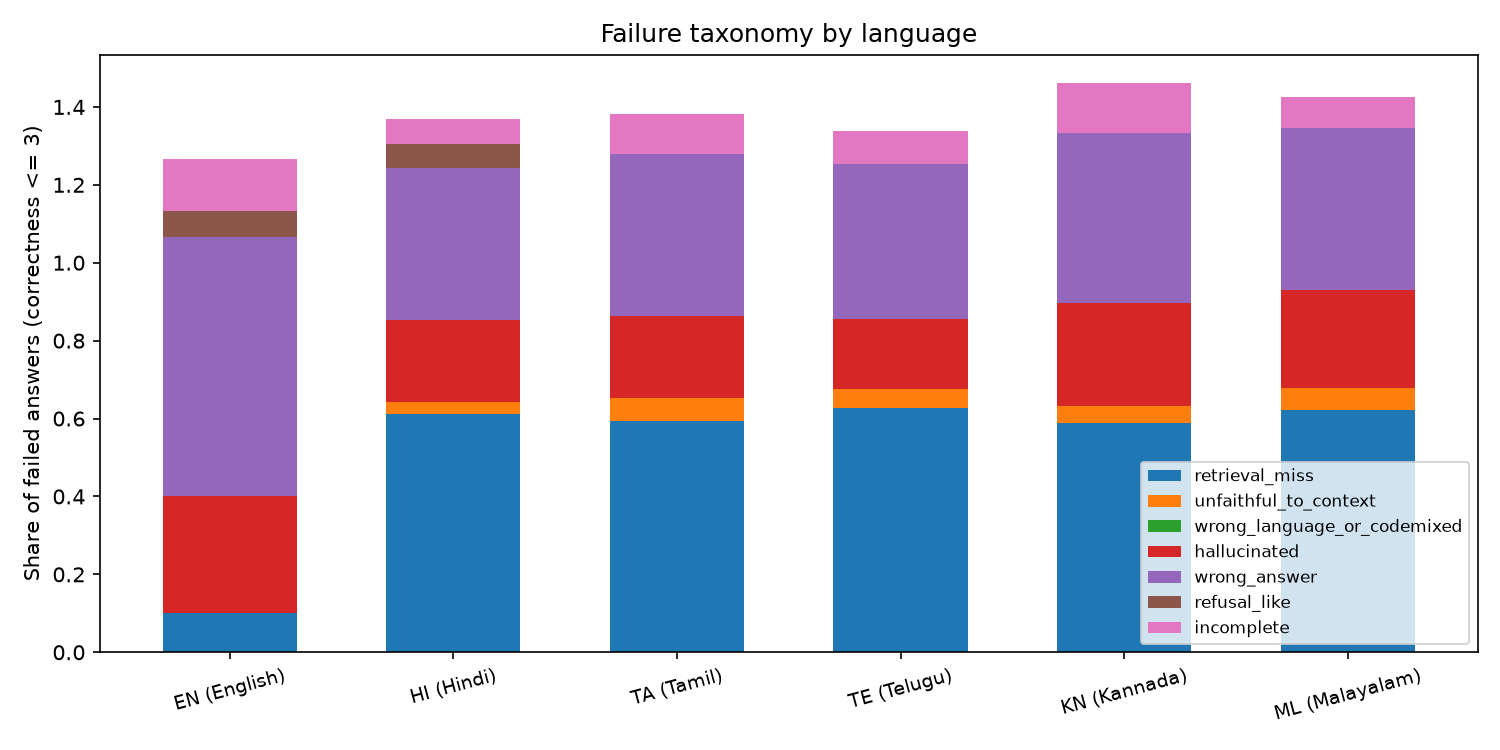 Failure taxonomy by language
Share of failed answers (correctness <= 3)
1.4
1.2
1.0
0.8
0.6
0.4
0.2
0.0
retrieval_miss
unfaithful_to_context
wrong_language_or_codemixed
hallucinated
wrong_answer
refusal_like
incomplete
EN (English)
HI (Hindi)
TA (Tamil)
TE (Telugu)
KN (Kannada)
ML (Malayalam)